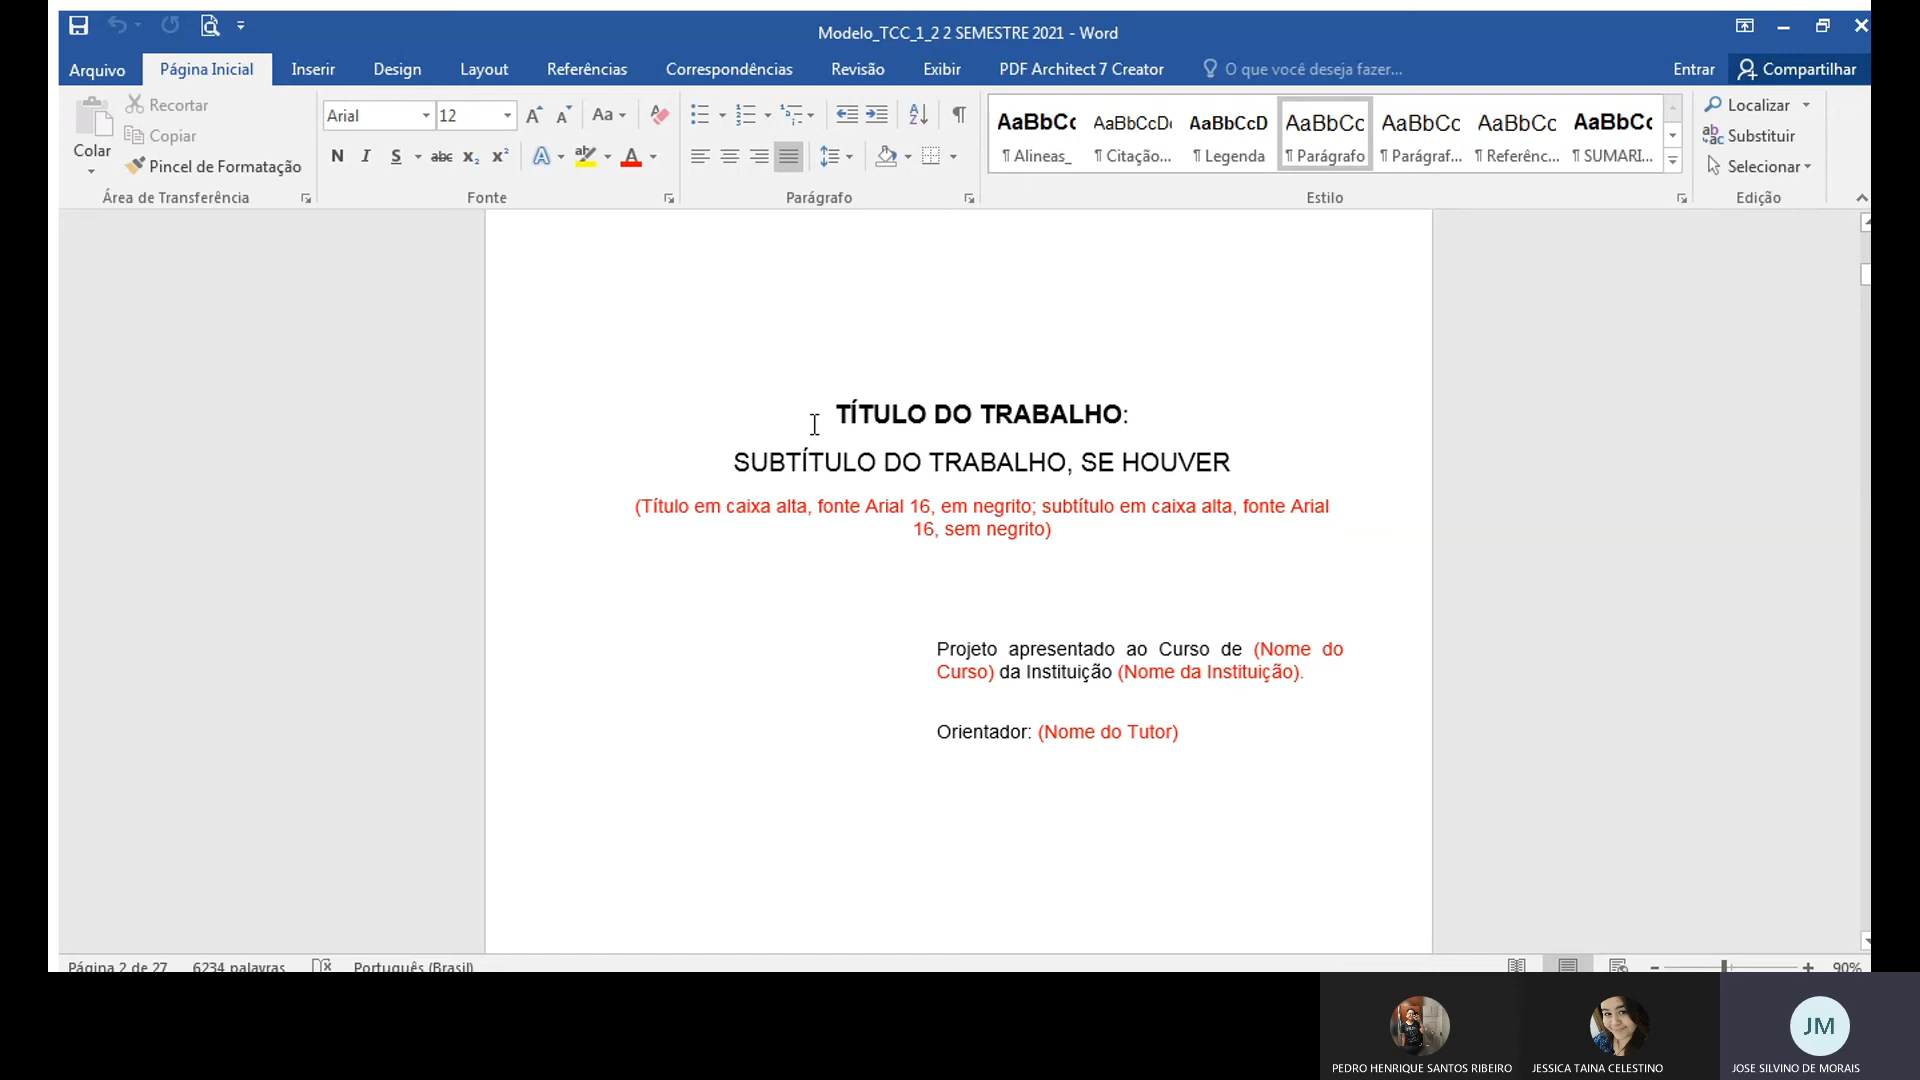 Modelo_TCC_1_2 2 SEMESTRE 2021 - Word
Arquivo Página Inicial Inserir Design Layout Referências Correspondências Revisão Exibir PDF Architect 7 Creator O que você deseja fazer... Entrar Compartilhar
Colar
Recortar
Copiar
Pincel de Formatação
Área de Transferência
Arial 12 Aa
N I S abc x₂ x² A A
Fonte
Parágrafo
AaBbCc AaBbCcDc AaBbCcD AaBbCc AaBbCc AaBbCc AaBbCc
¶ Alineas_ ¶ Citação... ¶ Legenda ¶ Parágrafo ¶ Parágraf... ¶ Referênc... ¶ SUMARI...
Estilo
Localizar
Substituir
Selecionar
Edição
TÍTULO DO TRABALHO:
SUBTÍTULO DO TRABALHO, SE HOUVER
(Título em caixa alta, fonte Arial 16, em negrito; subtítulo em caixa alta, fonte Arial
16, sem negrito)
Projeto apresentado ao Curso de (Nome do
Curso) da Instituição (Nome da Instituição).
Orientador: (Nome do Tutor)
Página 2 de 27 6234 palavras Português (Brasil) 90%
JM
PEDRO HENRIQUE SANTOS RIBEIRO JESSICA TAINA CELESTINO JOSE SILVINO DE MORAIS